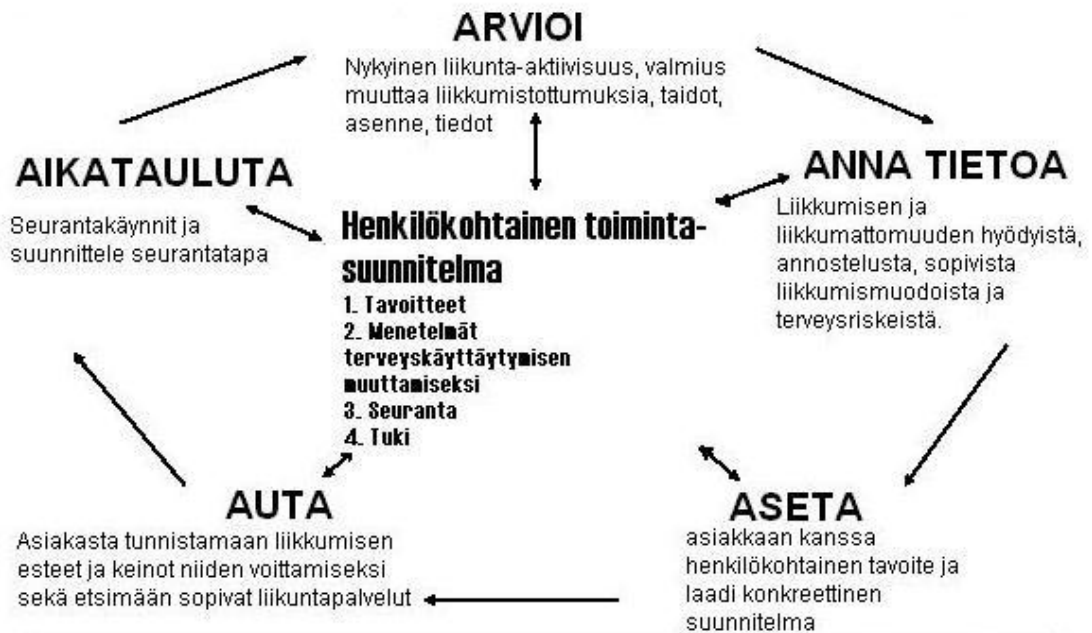 ARVIOI
Nykyinen liikunta-aktiivisuus, valmius
muuttaa liikkumistottumuksia, taidot,
asenne, tiedot
ANNA TIETOA
Liikkumisen ja
liikkumattomuuden hyödyistä,
annostelusta, sopivista
liikkumismuodoista ja
terveysriskeistä.
ASETA
asiakkaan kanssa
henkilökohtainen tavoite ja
laadi konkreettinen
suunnitelma
AUTA
Asiakasta tunnistamaan liikkumisen
esteet ja keinot niiden voittamiseksi
sekä etsimään sopivat liikuntapalvelut
AIKATAULUTA
Seurantakäynnit ja
suunnittele seurantatapa
Henkilökohtainen toiminta-
suunnitelma
1. Tavoitteet
2. Menetelmät
terveyskäyttäytymisen
muuttamiseksi
3. Seuranta
4. Tuki